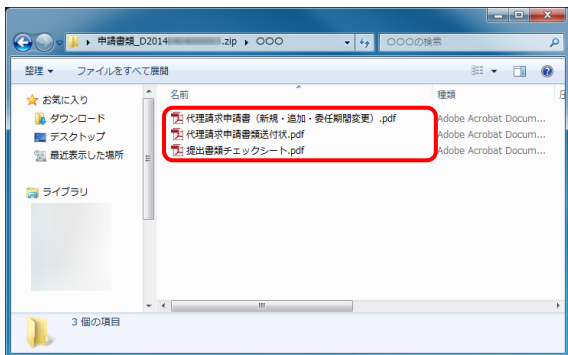 申請書類_D2014 .zip ▸ 〇〇〇
〇〇〇の検索
整理 ファイルをすべて展開
お気に入り
ダウンロード
デスクトップ
最近表示した場所
ライブラリ
名前 種類
代理請求申請書（新規・追加・委任期間変更）.pdf Adobe Acrobat Docum...
代理請求申請書類送付状.pdf Adobe Acrobat Docum...
提出書類チェックシート.pdf Adobe Acrobat Docum...
3 個の項目